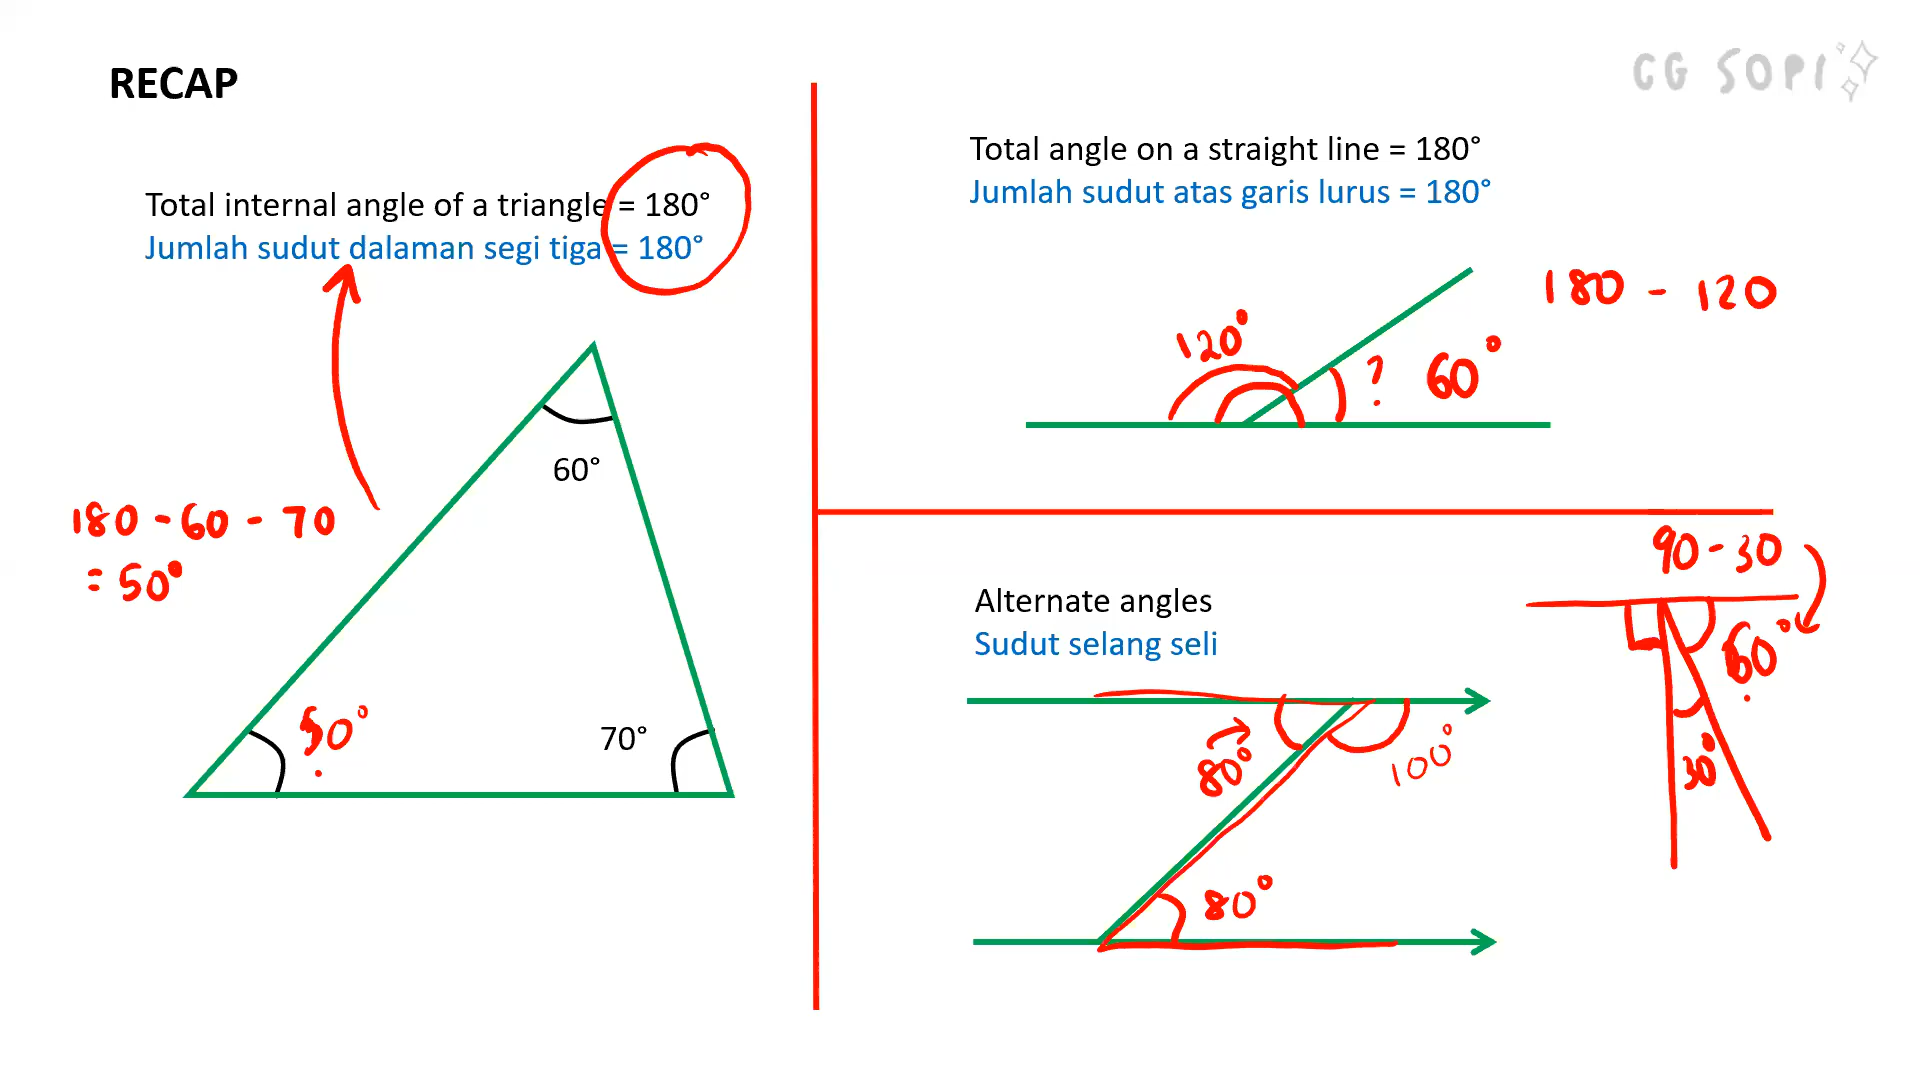 RECAP
CG SOPI
Total internal angle of a triangle = 180°
Jumlah sudut dalaman segi tiga = 180°
60°
180 - 60 - 70
= 50°
50°
70°
Total angle on a straight line = 180°
Jumlah sudut atas garis lurus = 180°
180 - 120
120°
? 60°
Alternate angles
Sudut selang seli
90 - 30
60°
30°
80°
100°
80°